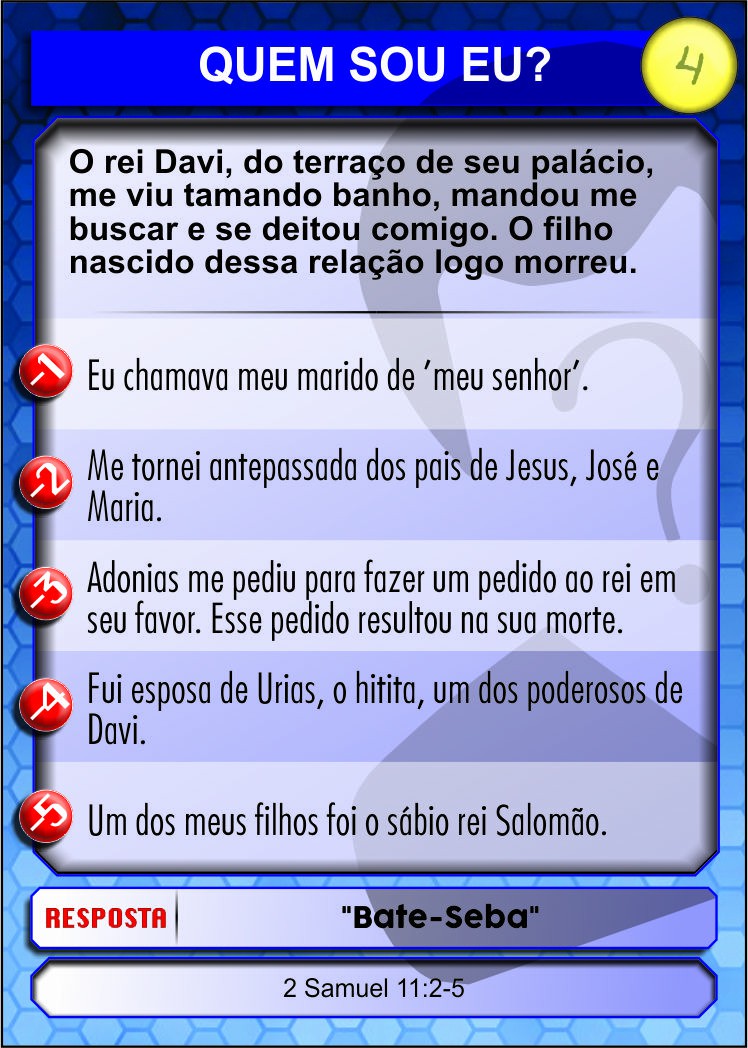 QUEM SOU EU?
4
O rei Davi, do terraço de seu palácio,
me viu tamando banho, mandou me
buscar e se deitou comigo. O filho
nascido dessa relação logo morreu.
1 Eu chamava meu marido de ’meu senhor’.
2 Me tornei antepassada dos pais de Jesus, José e
Maria.
3 Adonias me pediu para fazer um pedido ao rei em
seu favor. Esse pedido resultou na sua morte.
4 Fui esposa de Urias, o hitita, um dos poderosos de
Davi.
5 Um dos meus filhos foi o sábio rei Salomão.
RESPOSTA "Bate-Seba"
2 Samuel 11:2-5